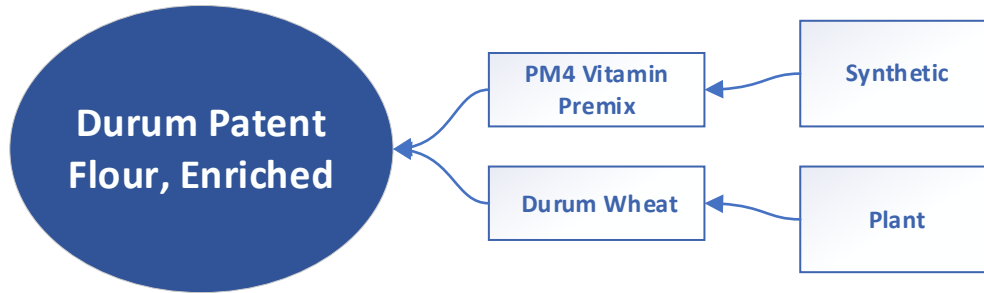 Durum Patent
Flour, Enriched
PM4 Vitamin
Premix
Synthetic
Durum Wheat
Plant